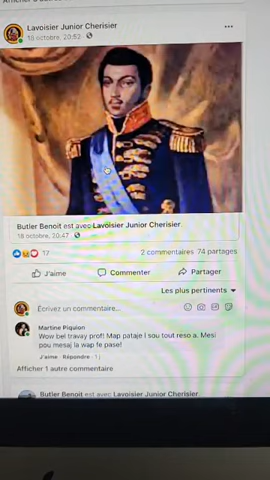 Lavoisier Junior Cherisier
18 octobre, 20:52
Butler Benoit est avec Lavoisier Junior Cherisier
18 octobre, 20:47
17
2 commentaires 74 partages
J'aime Commenter Partager
Les plus pertinents
Écrivez un commentaire...
Martine Piquion
Wow bel travay prof! Map pataje l sou tout reso a. Mesi
pou mesaj la wap fe pase!
J'aime · Répondre · 1 j
Afficher 1 autre commentaire
Butler Benoit est avec Lavoisier Junior Cherisier